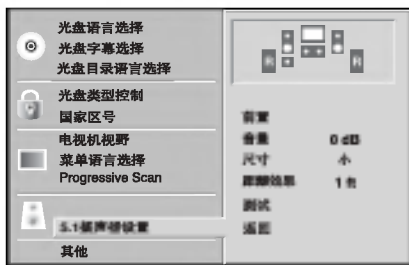 光盘语言选择
光盘字幕选择
光盘目录语言选择
光盘类型控制
国家区号
电视机视野
菜单语言选择
Progressive Scan
5.1扬声器设置
其他
R
R
前置
音量 0 dB
尺寸 小
距离效果 1 ft
测试
返回